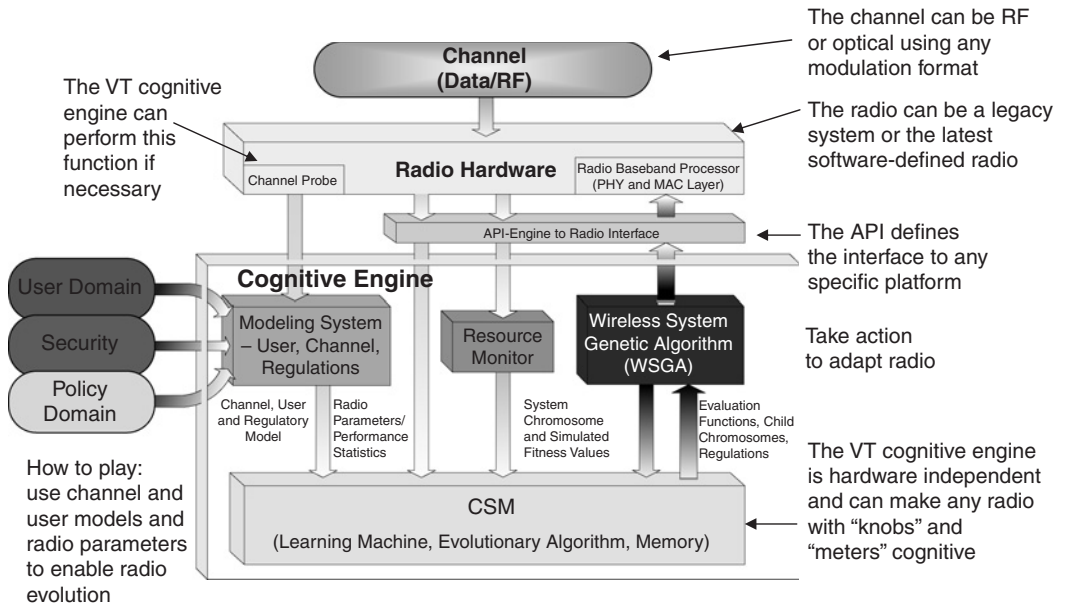 The channel can be RF
or optical using any
modulation format
Channel
(Data/RF)
The VT cognitive
engine can
perform this
function if
necessary
The radio can be a legacy
system or the latest
software-defined radio
Radio Hardware
Channel Probe
Radio Baseband Processor
(PHY and MAC Layer)
API-Engine to Radio Interface
The API defines
the interface to any
specific platform
Cognitive Engine
User Domain
Security
Policy
Domain
Modeling System
– User, Channel,
Regulations
Resource
Monitor
Wireless System
Genetic Algorithm
(WSGA)
Take action
to adapt radio
Channel, User
and Regulatory
Model
Radio
Parameters/
Performance
Statistics
System
Chromosome
and Simulated
Fitness Values
Evaluation
Functions, Child
Chromosomes,
Regulations
How to play:
use channel and
user models and
radio parameters
to enable radio
evolution
CSM
(Learning Machine, Evolutionary Algorithm, Memory)
The VT cognitive engine
is hardware independent
and can make any radio
with “knobs” and
“meters” cognitive